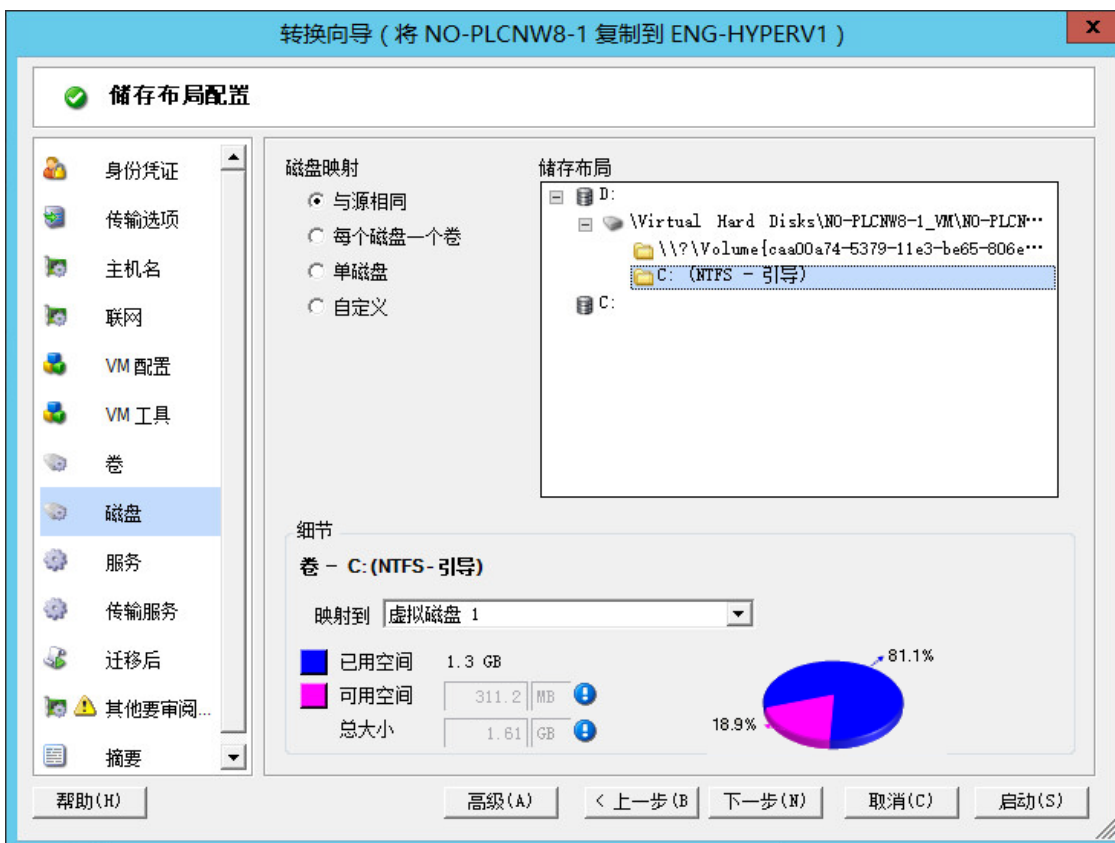 转换向导 ( 将 NO-PLCNW8-1 复制到 ENG-HYPERV1 )
x
储存布局配置
身份凭证
传输选项
主机名
联网
VM 配置
VM 工具
卷
磁盘
服务
传输服务
迁移后
其他要审阅...
摘要
磁盘映射
与源相同
每个磁盘一个卷
单磁盘
自定义
储存布局
D:
\Virtual Hard Disks\NO-PLCNW8-1_VM\NO-PLCN...
\\?\Volume{caa00a74-5379-11e3-be65-806e...
C: (NTFS - 引导)
C:
细节
卷 - C: (NTFS - 引导)
映射到 虚拟磁盘 1
已用空间 1.3 GB
可用空间 311.2 MB
总大小 1.61 GB
81.1%
18.9%
帮助(H) 高级(A) < 上一步(B 下一步(N) 取消(C) 启动(S)